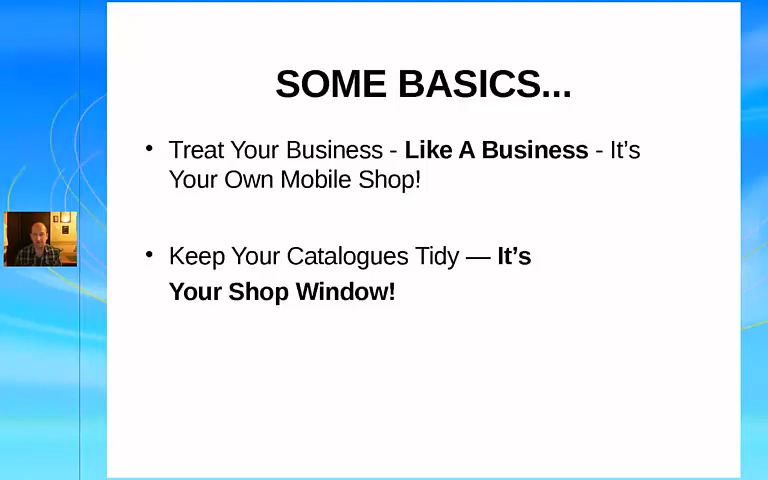 SOME BASICS...
• Treat Your Business - Like A Business - It's
Your Own Mobile Shop!
• Keep Your Catalogues Tidy — It's
Your Shop Window!